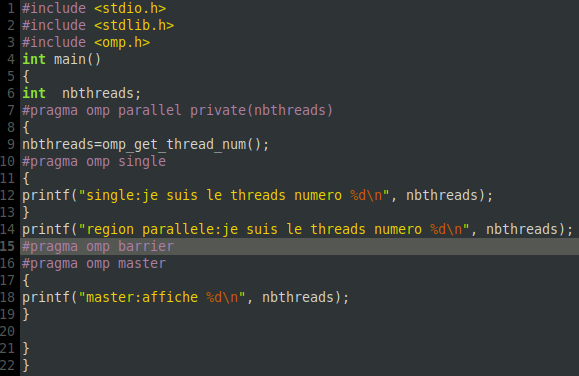 1 #include <stdio.h>
2 #include <stdlib.h>
3 #include <omp.h>
4 int main()
5 {
6 int  nbthreads;
7 #pragma omp parallel private(nbthreads)
8 {
9 nbthreads=omp_get_thread_num();
10 #pragma omp single
11 {
12 printf("single:je suis le threads numero %d\n", nbthreads);
13 }
14 printf("region parallele:je suis le threads numero %d\n", nbthreads);
15 #pragma omp barrier
16 #pragma omp master
17 {
18 printf("master:affiche %d\n", nbthreads);
19 }
20
21 }
22 }